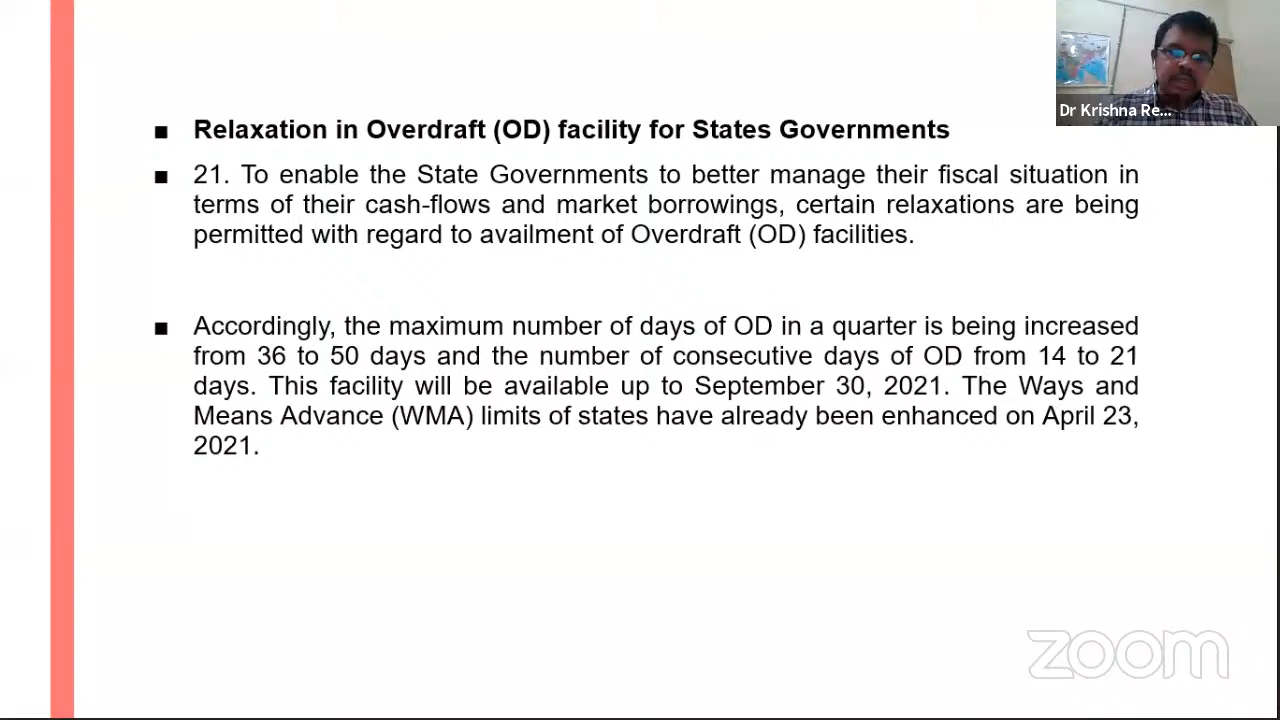 Dr Krishna Re...
■ Relaxation in Overdraft (OD) facility for States Governments
■ 21. To enable the State Governments to better manage their fiscal situation in
terms of their cash-flows and market borrowings, certain relaxations are being
permitted with regard to availment of Overdraft (OD) facilities.
■ Accordingly, the maximum number of days of OD in a quarter is being increased
from 36 to 50 days and the number of consecutive days of OD from 14 to 21
days. This facility will be available up to September 30, 2021. The Ways and
Means Advance (WMA) limits of states have already been enhanced on April 23,
2021.
zoom